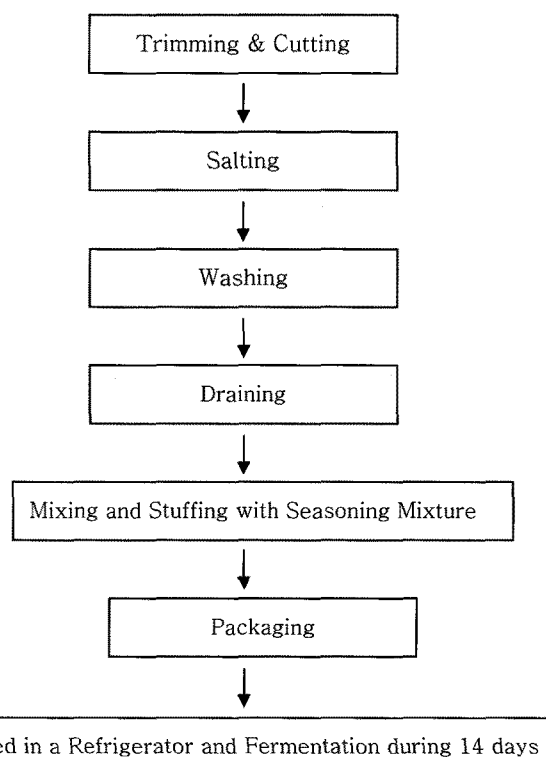 Trimming & Cutting
Salting
Washing
Draining
Mixing and Stuffing with Seasoning Mixture
Packaging
in a Refrigerator and Fermentation during 14 days